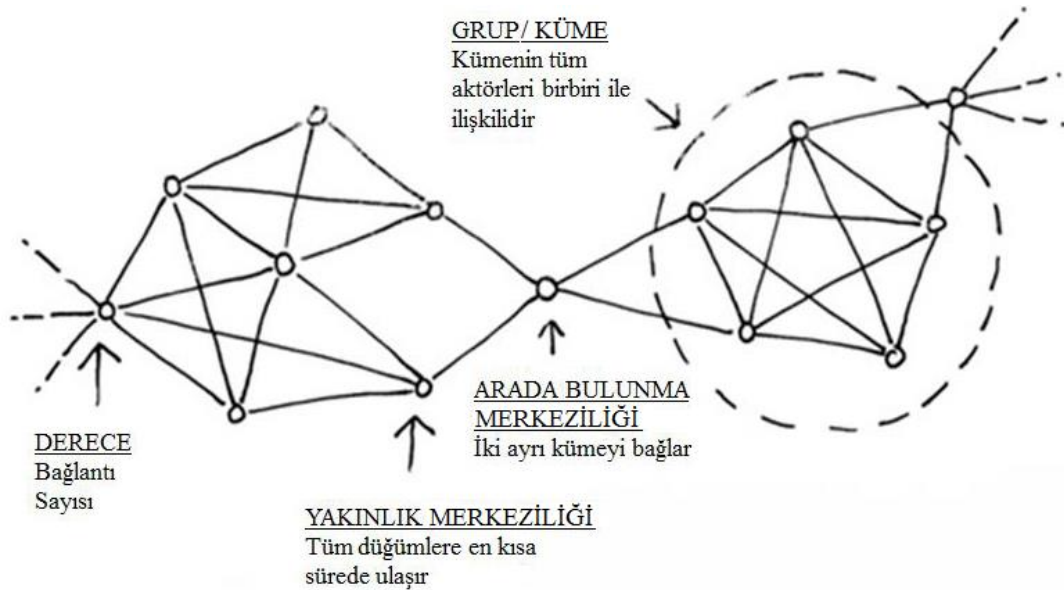 GRUP/ KÜME
Kümenin tüm
aktörleri birbiri ile
ilişkilidir
ARADA BULUNMA
MERKEZİLİĞİ
İki ayrı kümeyi bağlar
DERECE
Bağlantı
Sayısı
YAKINLIK MERKEZİLİĞİ
Tüm düğümlere en kısa
sürede ulaşır